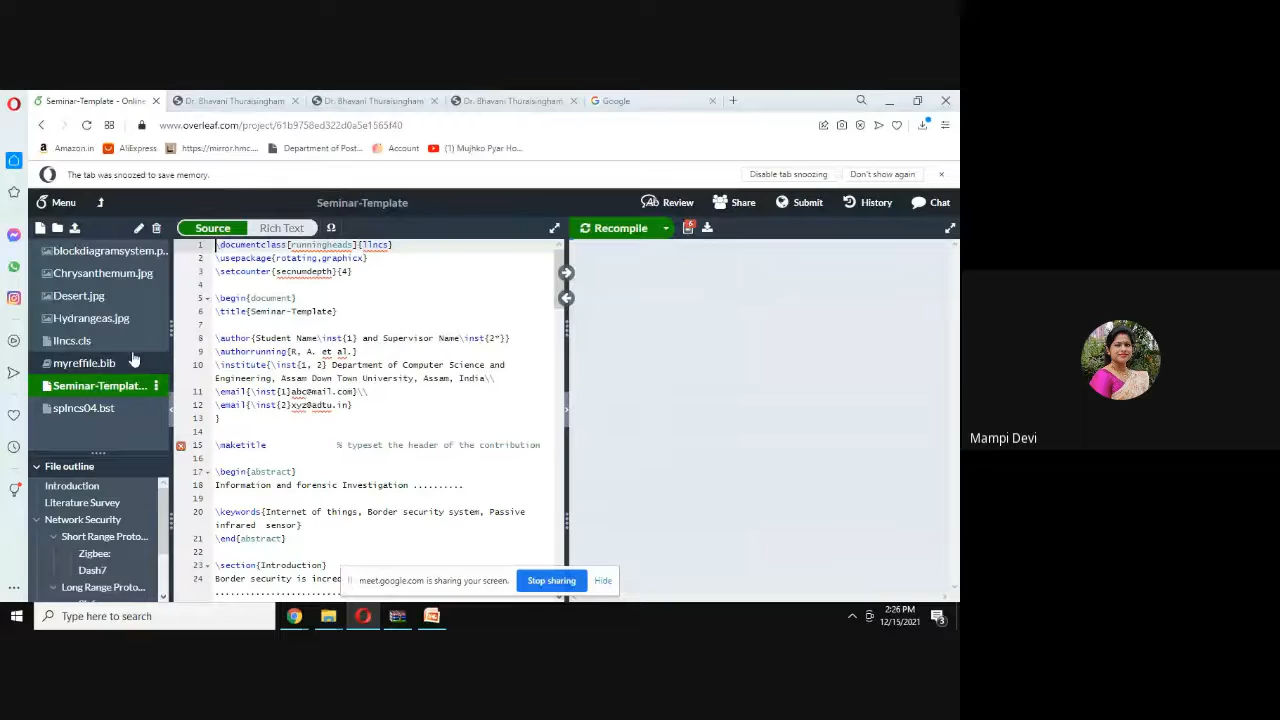 Seminar-Template - Online
Dr. Bhavani Thuraisingham
Dr. Bhavani Thuraisingham
Dr. Bhavani Thuraisingham
Google
www.overleaf.com/project/61b9758ed322d0a5e1565f40
Amazon.in
AliExpress
https://mirror.hmc....
Department of Post...
Account
(1) Mujhko Pyar Ho...
The tab was snoozed to save memory.
Disable tab snoozing
Don't show again
Menu
Seminar-Template
Review
Share
Submit
History
Chat
Source
Rich Text
Ω
Recompile
6
blockdiagramsystem.p...
Chrysanthemum.jpg
Desert.jpg
Hydrangeas.jpg
llncs.cls
myreffile.bib
Seminar-Templat...
splncs04.bst
File outline
Introduction
Literature Survey
Network Security
Short Range Proto...
Zigbee:
Dash7
Long Range Proto...
1 \documentclass[runningheads]{llncs}
2 \usepackage{rotating,graphicx}
3 \setcounter{secnumdepth}{4}
4
5 \begin{document}
6 \title{Seminar-Template}
7
8 \author{Student Name\inst{1} and Supervisor Name\inst{2"}}
9 \authorrunning{R, A. et al.}
10 \institute{\inst{1, 2} Department of Computer Science and
Engineering, Assam Down Town University, Assam, India\\
11 \email{\inst{1}abc@mail.com}\\
12 \email{\inst{2}xyz@adtu.in}
13 }
14
15 \maketitle % typeset the header of the contribution
16
17 \begin{abstract}
18 Information and forensic Investigation ..........
19
20 \keywords{Internet of things, Border security system, Passive
infrared sensor}
21 \end{abstract}
22
23 \section{Introduction}
24 Border security is increa
meet.google.com is sharing your screen.
Stop sharing
Hide
Type here to search
2:26 PM
12/15/2021
3
Mampi Devi